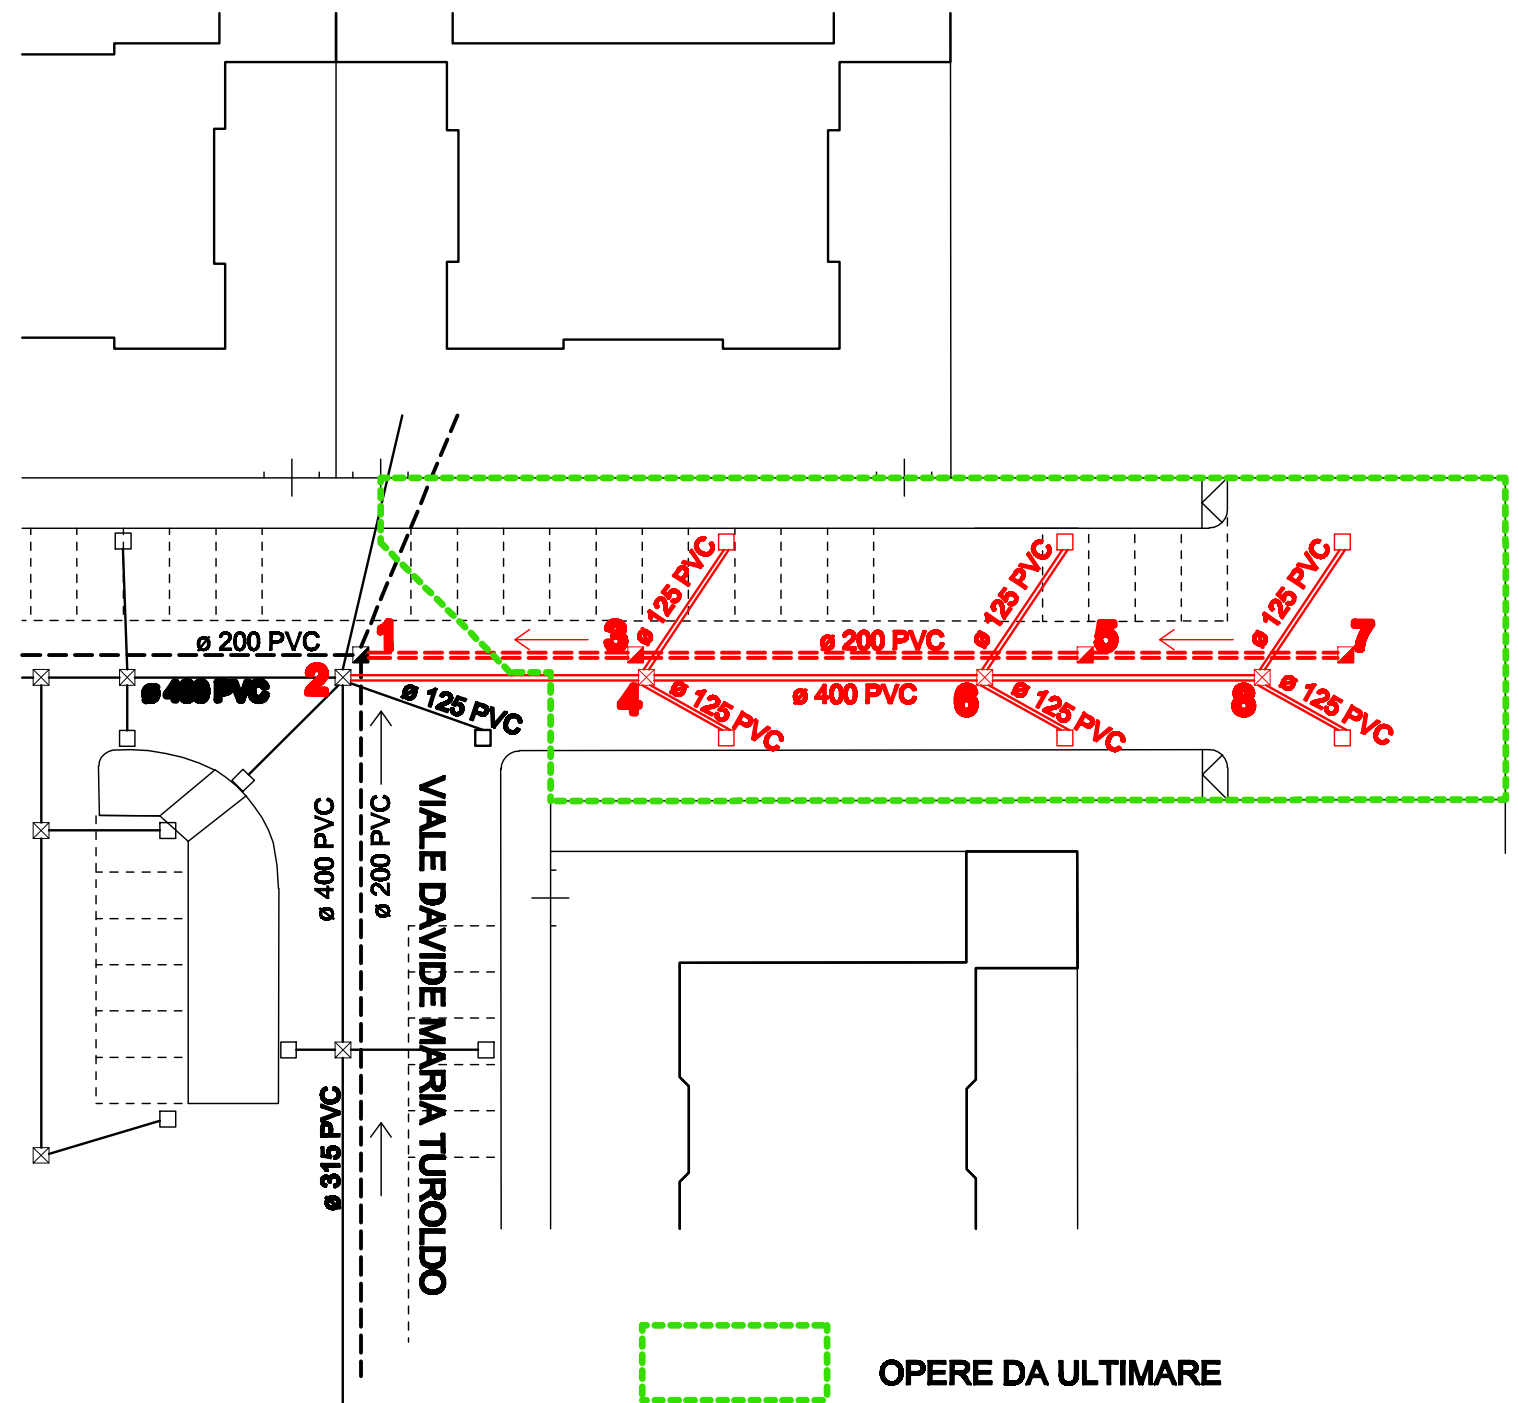 ø 125 PVC
ø 125 PVC
ø 125 PVC
ø 200 PVC
1
3
ø 200 PVC
5
7
2
ø 400 PVC
ø 125 PVC
4
ø 125 PVC
ø 400 PVC
6
ø 125 PVC
8
ø 125 PVC
ø 400 PVC
ø 200 PVC
VIALE DAVIDE MARIA TUROLDO
ø 315 PVC
OPERE DA ULTIMARE